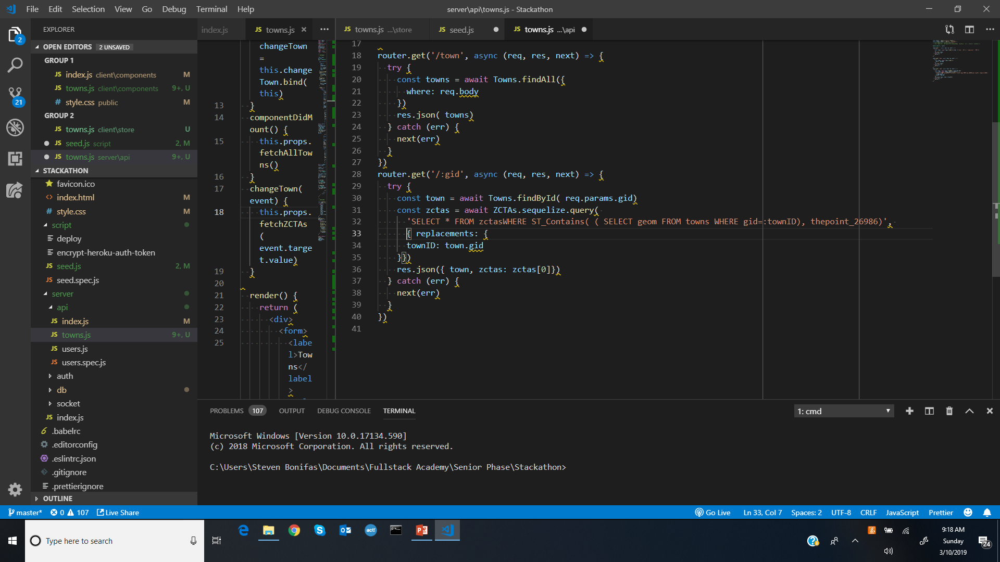 File Edit Selection View Go Debug Terminal Help
server\api\towns.js - Stackathon
EXPLORER
OPEN EDITORS 2 UNSAVED
GROUP 1
JS index.js client\components M
JS towns.js client\components 9+, U
# style.css public M
GROUP 2
JS towns.js client\store U
JS seed.js script 2, M
JS towns.js server\api 9+, U
STACKATHON
favicon.ico
<> index.html M
# style.css M
script
deploy
encrypt-heroku-auth-token
JS seed.js 2, M
JS seed.spec.js
server
api
JS index.js M
JS towns.js 9+, U
JS users.js
JS users.spec.js
auth
db
socket
JS index.js
.babelrc
.editorconfig
.eslintrc.json
.gitignore
.prettierignore
OUTLINE
index.js JS towns.js
changeTown
=
this.change
Town.bind(
this)
13 }
14 componentDidM
ount() {
15 this.props.
fetchAllTow
ns()
16 }
17 changeTown(
event) {
18 this.props.
fetchZCTAs
(
event.targe
t.value)
19 }
20
21 render() {
22 return (
23 <div>
24 <form>
25 <labe
l>Tow
ns</
label
>
JS towns.js ...\store JS seed.js JS towns.js ...\api
17
18 router.get('/town', async (req, res, next) => {
19 try {
20 const towns = await Towns.findAll({
21 where: req.body
22 })
23 res.json( towns)
24 } catch (err) {
25 next(err)
26 }
27 })
28 router.get('/:gid', async (req, res, next) => {
29 try {
30 const town = await Towns.findById( req.params.gid)
31 const zctas = await ZCTAs.sequelize.query(
32 'SELECT * FROM zctasWHERE ST_Contains( ( SELECT geom FROM towns WHERE gid=:townID), thepoint_26986)',
33 { replacements: {
34 townID: town.gid
35 }})
36 res.json({ town, zctas: zctas[0]})
37 } catch (err) {
38 next(err)
39 }
40 })
41
PROBLEMS 107 OUTPUT DEBUG CONSOLE TERMINAL
1: cmd
Microsoft Windows [Version 10.0.17134.590]
(c) 2018 Microsoft Corporation. All rights reserved.
C:\Users\Steven Bonifas\Documents\Fullstack Academy\Senior Phase\Stackathon>
master* 0 107 Live Share
Go Live Ln 33, Col 7 Spaces: 2 UTF-8 CRLF JavaScript Prettier
Type here to search
act!
9:18 AM
Sunday
3/10/2019
24
2
21